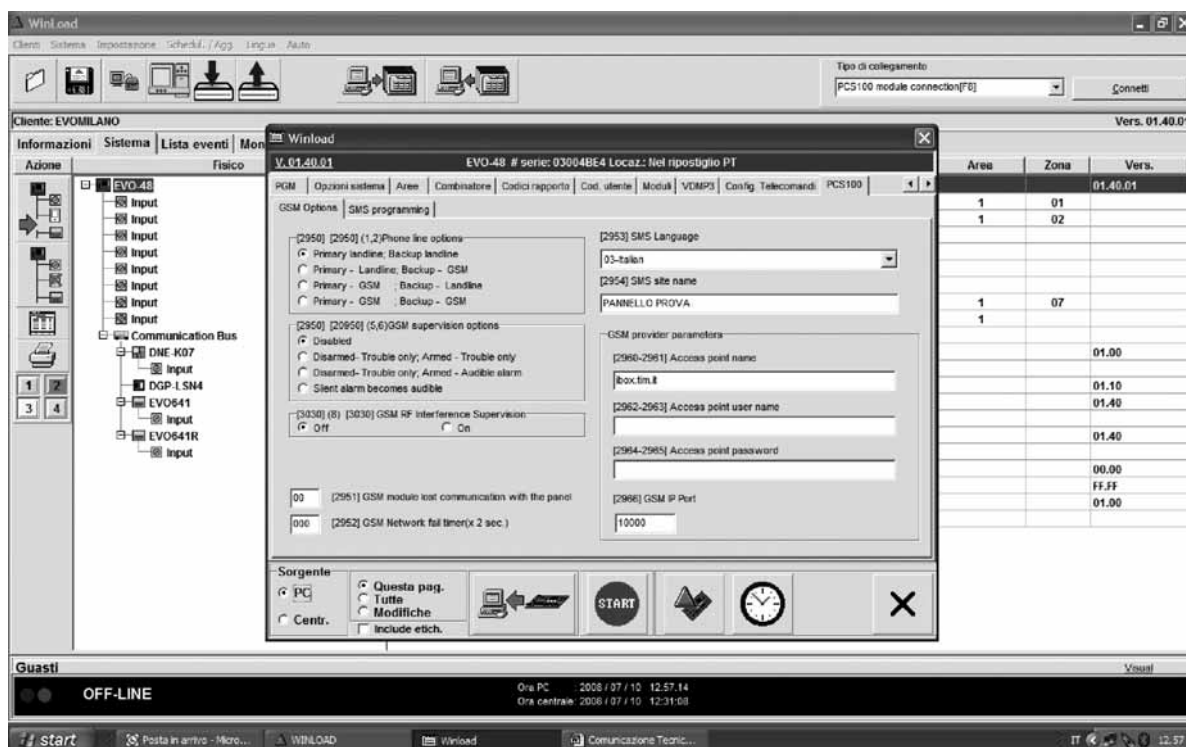 WinLoad
Clienti Sistema Impostazione Schedul. / Agg. Lingua Aiuto
Tipo di collegamento
PCS100 module connection[F8]
Connetti
Cliente: EVOMILANO
Vers. 01.40.01
Informazioni Sistema Lista eventi Mon
Azione Fisico Area Zona Vers.
EVO-48 01.40.01
Input 1 01
Input 1 02
Input
Input
Input
Input 1 07
Input 1
Communication Bus
DNE-K07 01.00
Input
DGP-LSN4 01.10
EVO641 01.40
Input
EVO641R 01.40
Input
00.00
FF.FF
01.00
1 2
3 4
Winload
V. 01.40.01 EVO-48 # serie: 03004BE4 Locaz.: Nel ripostiglio PT
PGM Opzioni sistema Aree Combinatore Codici rapporto Cod. utente Moduli VDMP3 Config. Telecomandi PCS100
GSM Options SMS programming
[2950] [2950] (1,2)Phone line options
Primary landline; Backup landline
Primary - Landline; Backup - GSM
Primary - GSM ; Backup - Landline
Primary - GSM ; Backup - GSM
[2950] [20950] (5,6)GSM supervision options
Disabled
Disarmed- Trouble only; Armed - Trouble only
Disarmed- Trouble only; Armed - Audible alarm
Silent alarm becomes audible
[3030] (8) [3030] GSM RF Interference Supervision
Off On
00 [2951] GSM module lost communication with the panel
000 [2952] GSM Network fail timer(x 2 sec.)
[2953] SMS Language
03-Italian
[2954] SMS site name
PANNELLO PROVA
GSM provider parameters
[2960-2961] Access point name
ibox.tim.it
[2962-2963] Access point user name
[2964-2965] Access point password
[2966] GSM IP Port
10000
Sorgente
PC
Centr.
Questa pag.
Tutte
Modifiche
Include etich.
START
Guasti
Visual
OFF-LINE
Ora PC : 2008 / 07 / 10 12.57.14
Ora centrale: 2008 / 07 / 10 12:31:08
start Posta in arrivo - Micro... WINLOAD Winload Comunicazione Tecnic... IT 12.57